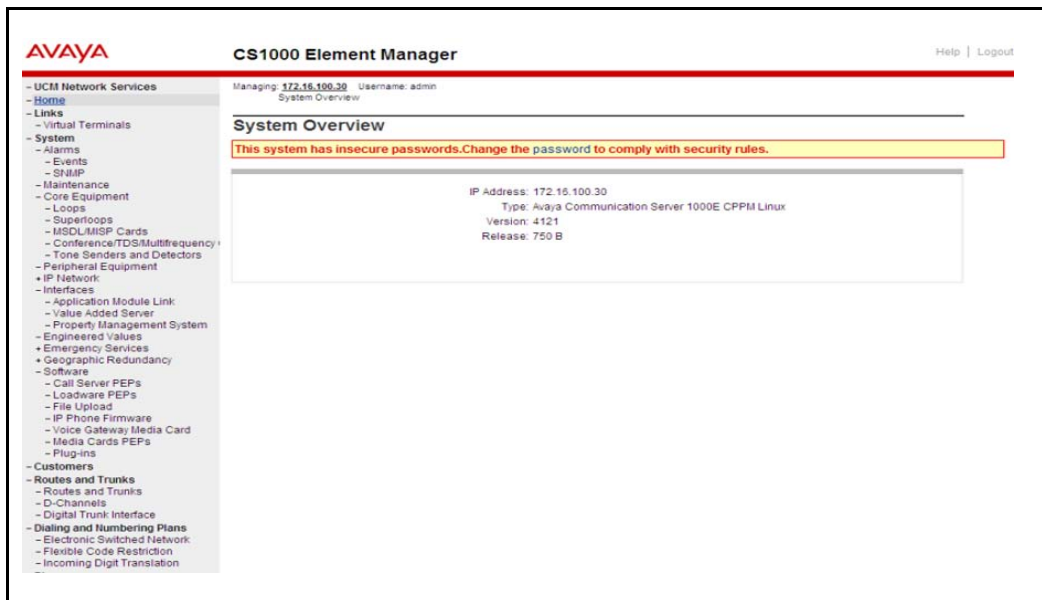 AVAYA
CS1000 Element Manager
Help | Logout
Managing: 172.16.100.30 Username: admin
System Overview
– UCM Network Services
– Home
– Links
– Virtual Terminals
– System
– Alarms
– Events
– SNMP
– Maintenance
– Core Equipment
– Loops
– Superloops
– MSDL/MISP Cards
– Conference/TDS/Multifrequency
– Tone Senders and Detectors
– Peripheral Equipment
+ IP Network
– Interfaces
– Application Module Link
– Value Added Server
– Property Management System
– Engineered Values
+ Emergency Services
+ Geographic Redundancy
– Software
– Call Server PEPs
– Loadware PEPs
– File Upload
– IP Phone Firmware
– Voice Gateway Media Card
– Media Cards PEPs
– Plug-ins
– Customers
– Routes and Trunks
– Routes and Trunks
– D-Channels
– Digital Trunk Interface
– Dialing and Numbering Plans
– Electronic Switched Network
– Flexible Code Restriction
– Incoming Digit Translation
System Overview
This system has insecure passwords.Change the password to comply with security rules.
IP Address: 172.16.100.30
Type: Avaya Communication Server 1000E CPPM Linux
Version: 4121
Release: 750 B